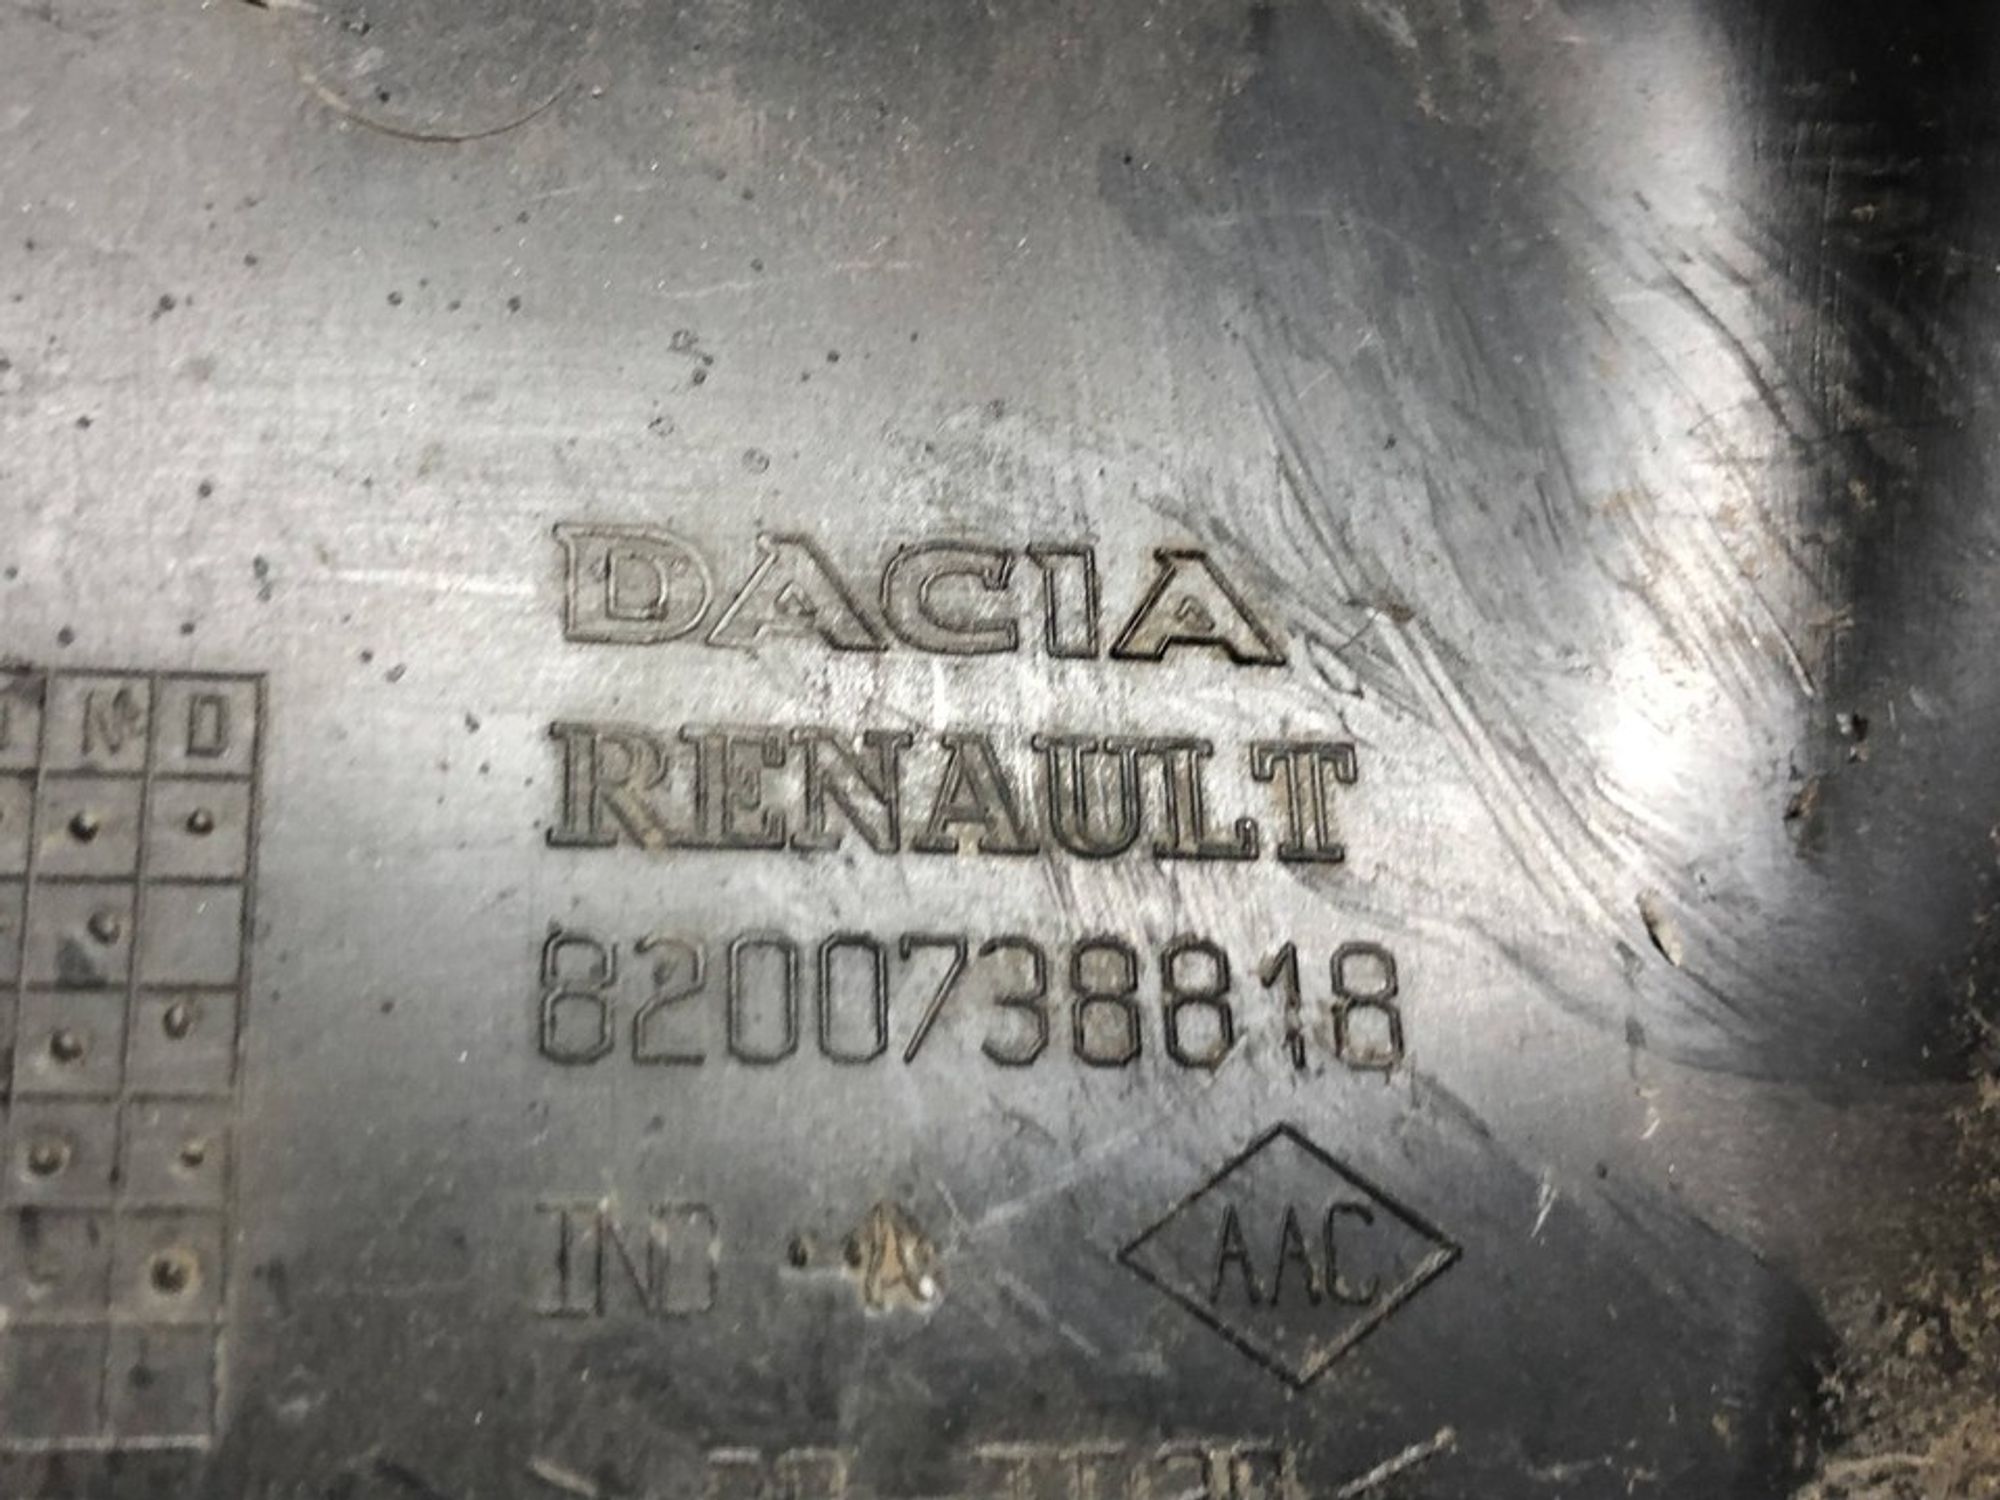 DACIA
RENAULT
N D
8200738818
IND A
AAC